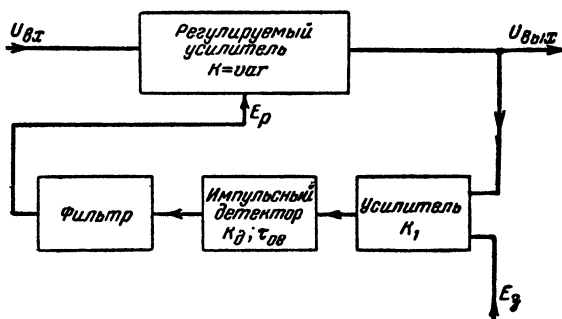 Uвх
Регулируемый
усилитель
K=var
Uвых
Eр
Фильтр
Импульсный
детектор
Kд; τов
Усилитель
K1
Eз